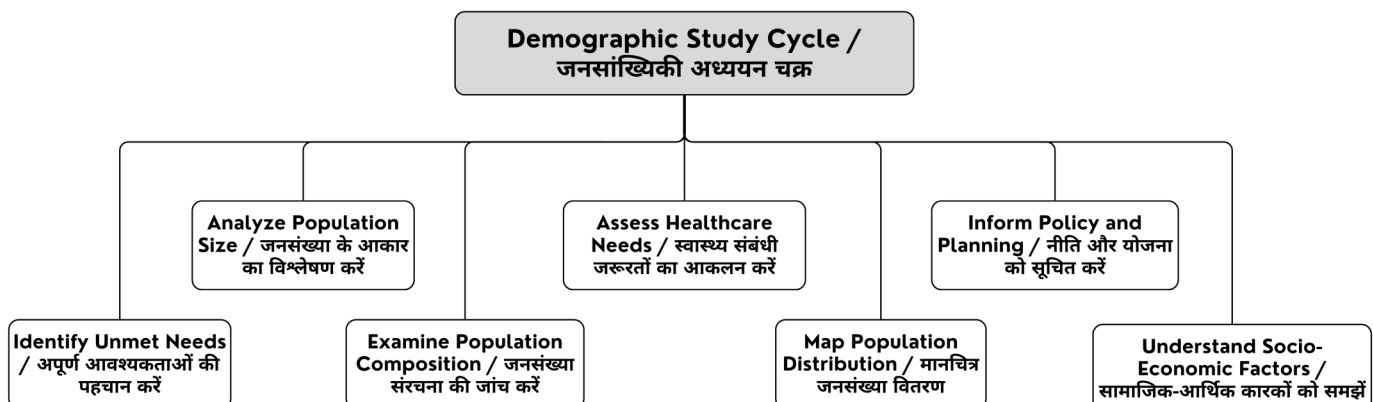 Demographic Study Cycle /
जनसांख्यिकी अध्ययन चक्र
Analyze Population
Size / जनसंख्या के आकार
का विश्लेषण करें
Assess Healthcare
Needs / स्वास्थ्य संबंधी
जरूरतों का आकलन करें
Inform Policy and
Planning / नीति और योजना
को सूचित करें
Identify Unmet Needs
/ अपूर्ण आवश्यकताओं की
पहचान करें
Examine Population
Composition / जनसंख्या
संरचना की जांच करें
Map Population
Distribution / मानचित्र
जनसंख्या वितरण
Understand Socio-
Economic Factors /
सामाजिक-आर्थिक कारकों को समझें